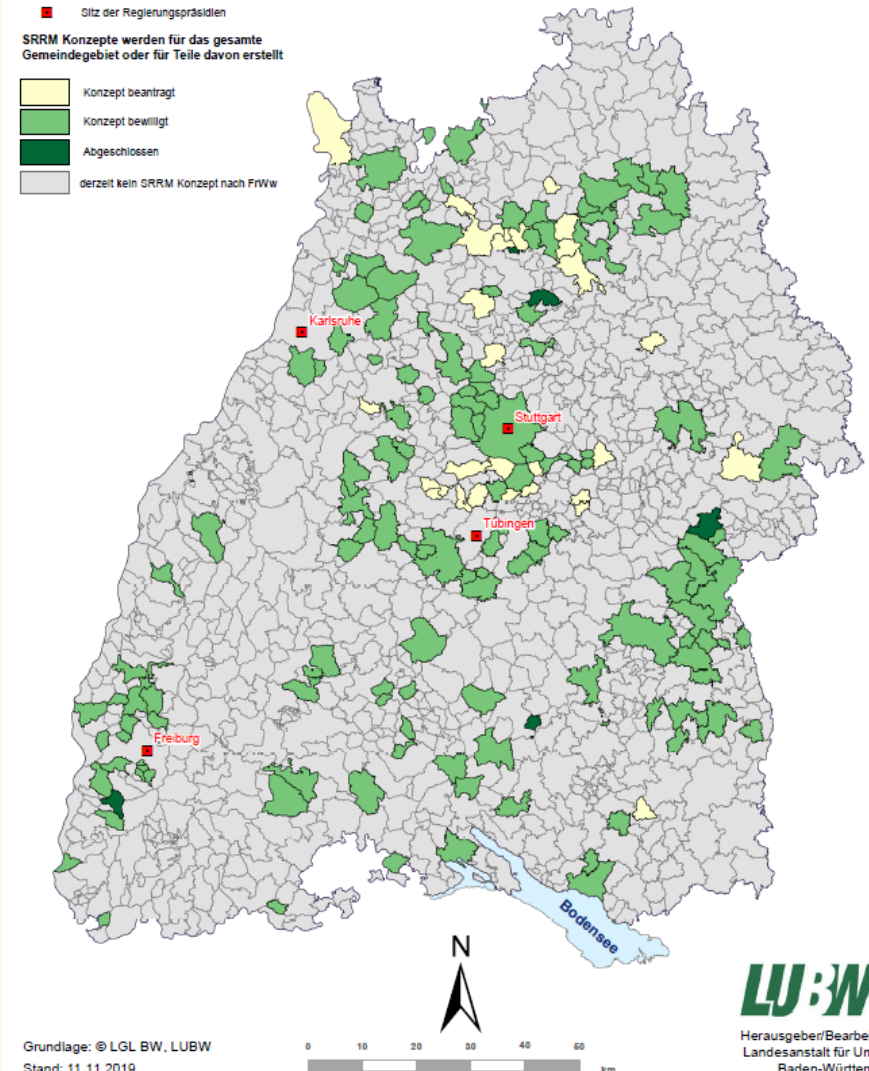 Sitz der Regierungspräsidien
SRRM Konzepte werden für das gesamte
Gemeindegebiet oder für Teile davon erstellt
Konzept beantragt
Konzept bewilligt
Abgeschlossen
derzeit kein SRRM Konzept nach FrWw
Karlsruhe
Stuttgart
Tübingen
Freiburg
Bodensee
N
LUBW
Herausgeber/Bearbe
Landesanstalt für Um
Baden-Württem
Grundlage: © LGL BW, LUBW
Stand: 11.11.2019
0 10 20 30 40 50
km